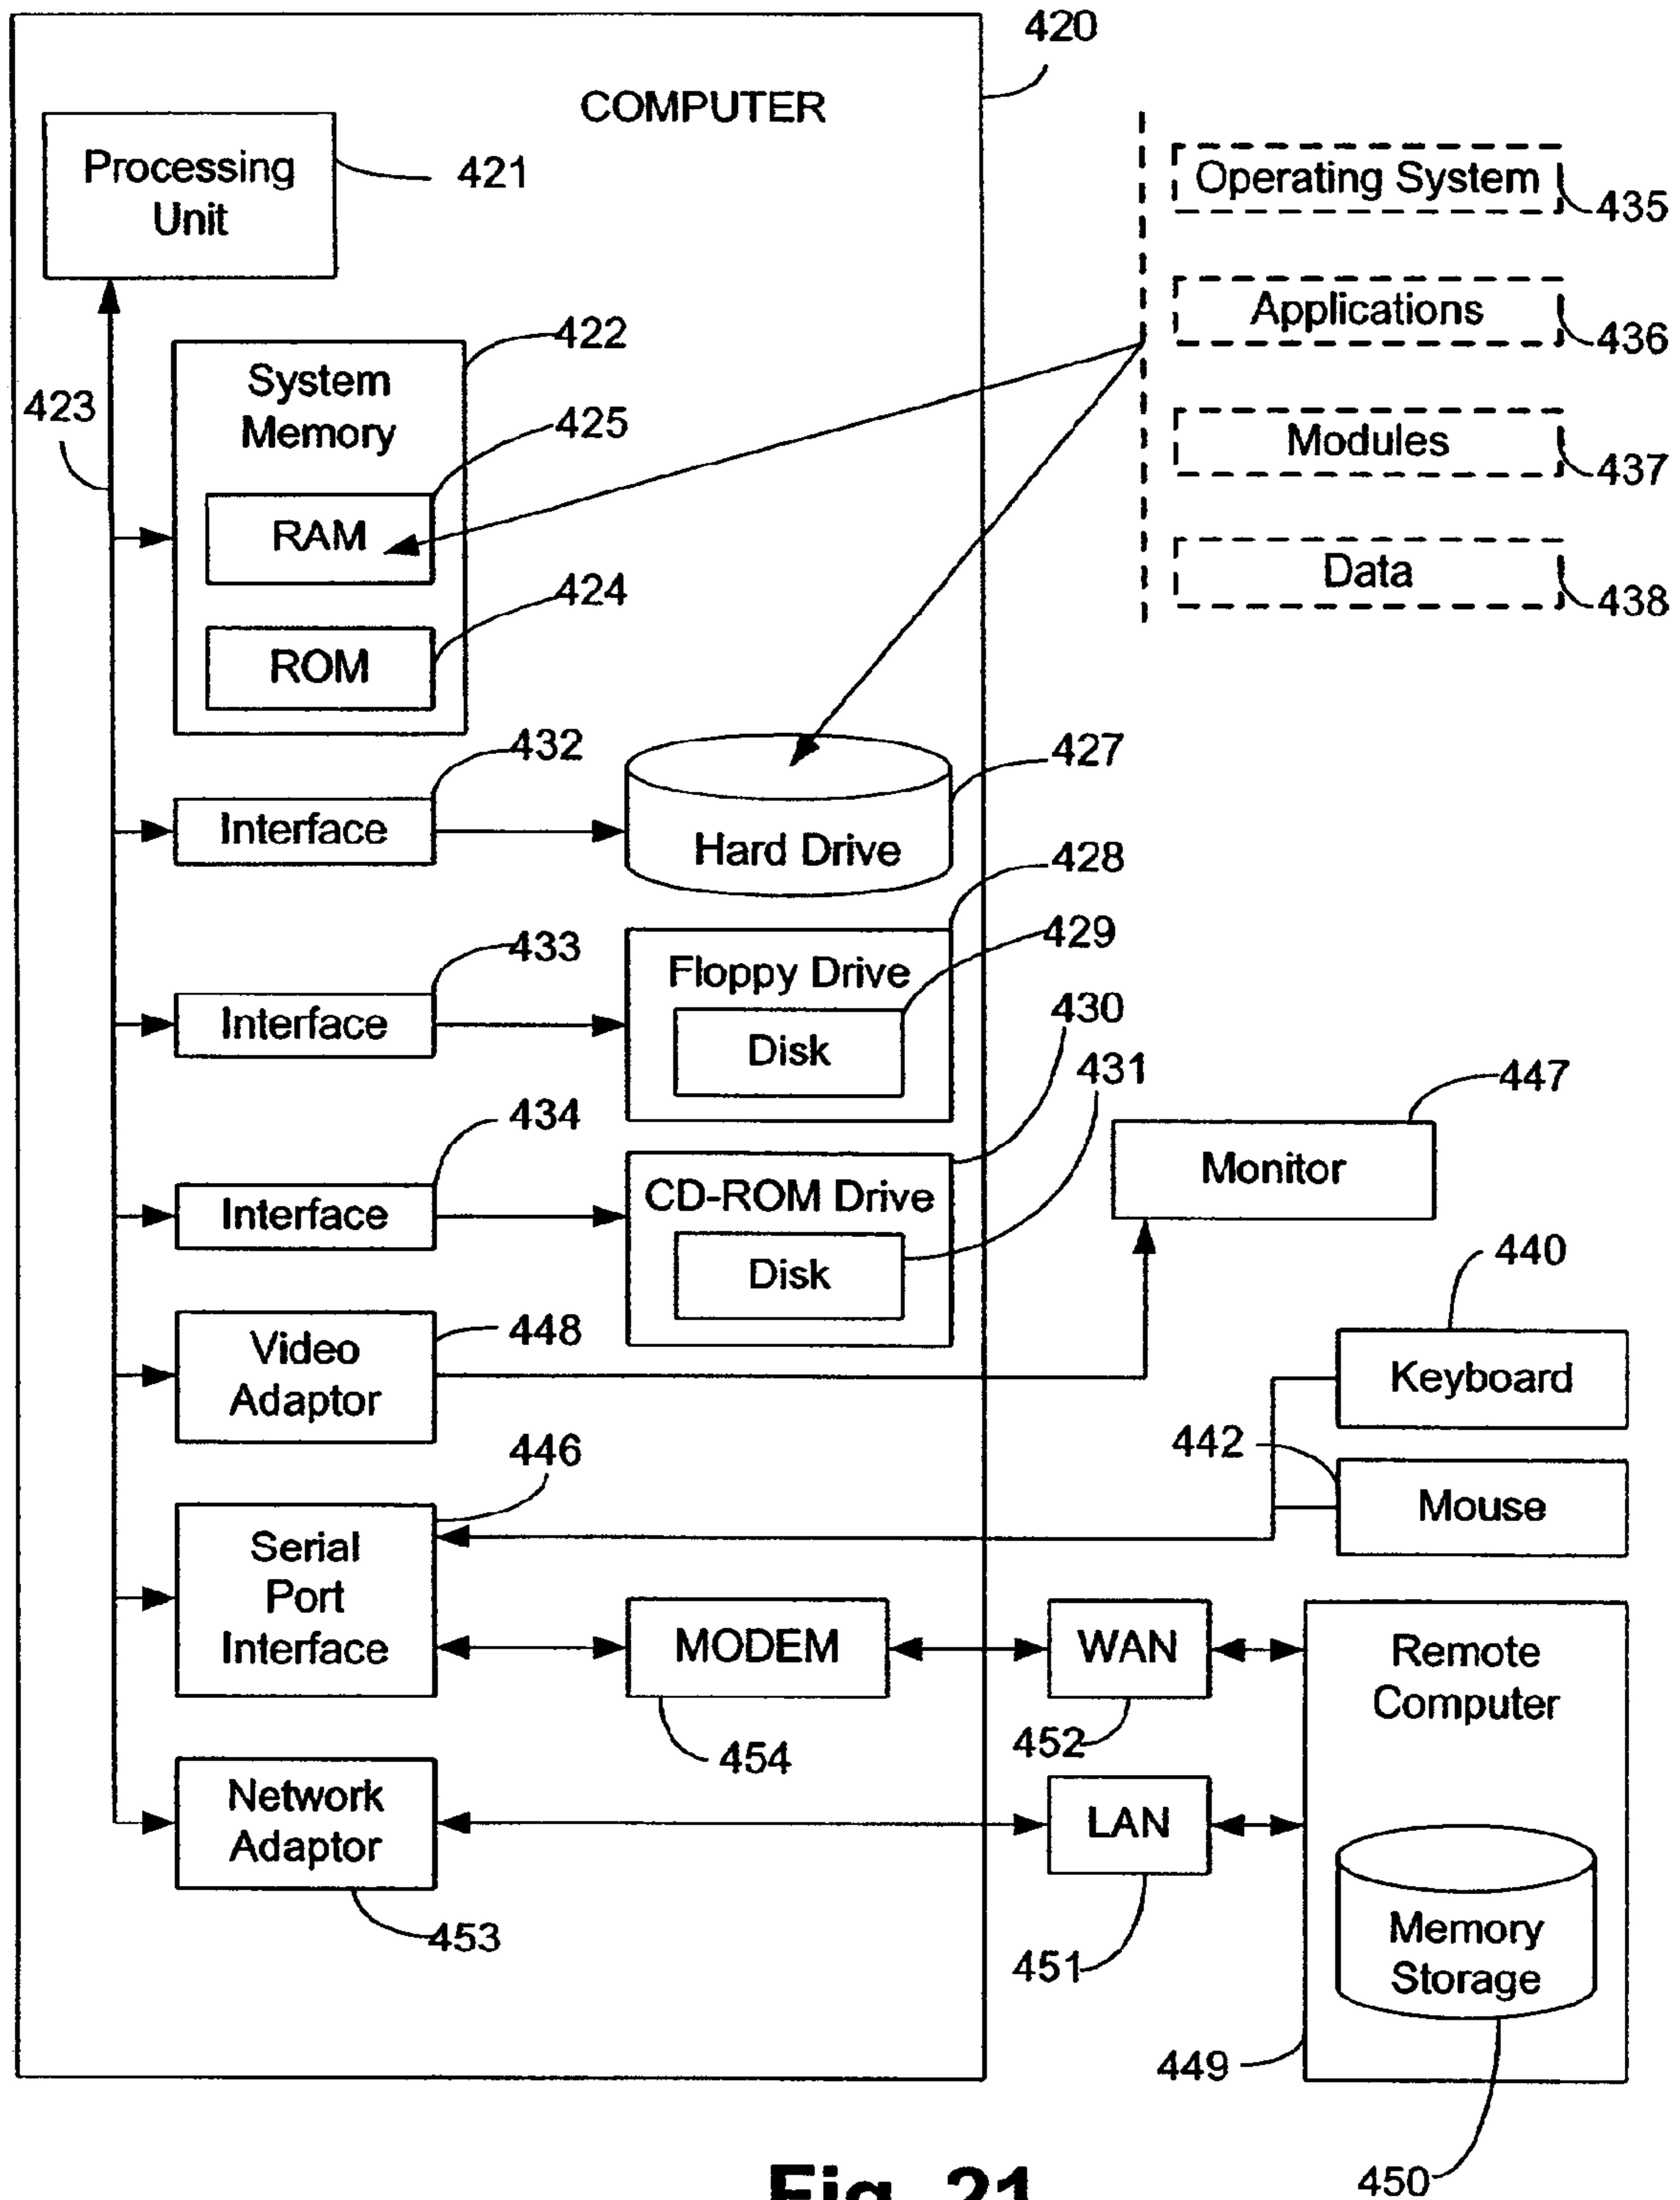 420
COMPUTER
Processing
Unit
421
Operating System
435
Applications
436
Modules
437
Data
438
422
System
Memory
423
425
RAM
424
ROM
432
Interface
427
Hard Drive
428
433
Interface
429
Floppy Drive
Disk
430
431
434
Interface
CD-ROM Drive
Disk
447
Monitor
440
Keyboard
448
Video
Adaptor
442
Mouse
446
Serial
Port
Interface
MODEM
454
WAN
452
Remote
Computer
Network
Adaptor
453
LAN
451
Memory
Storage
449
450
Fig. 21